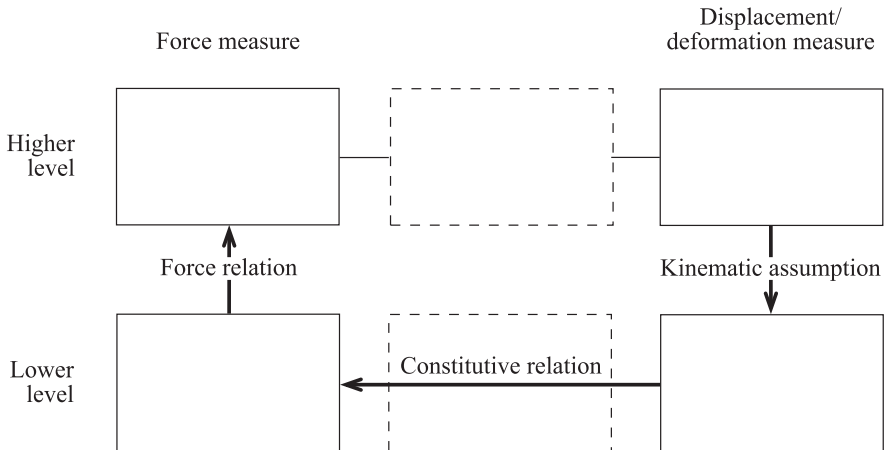 Force measure
Displacement/
deformation measure
Higher
level
Force relation
Kinematic assumption
Lower
level
Constitutive relation